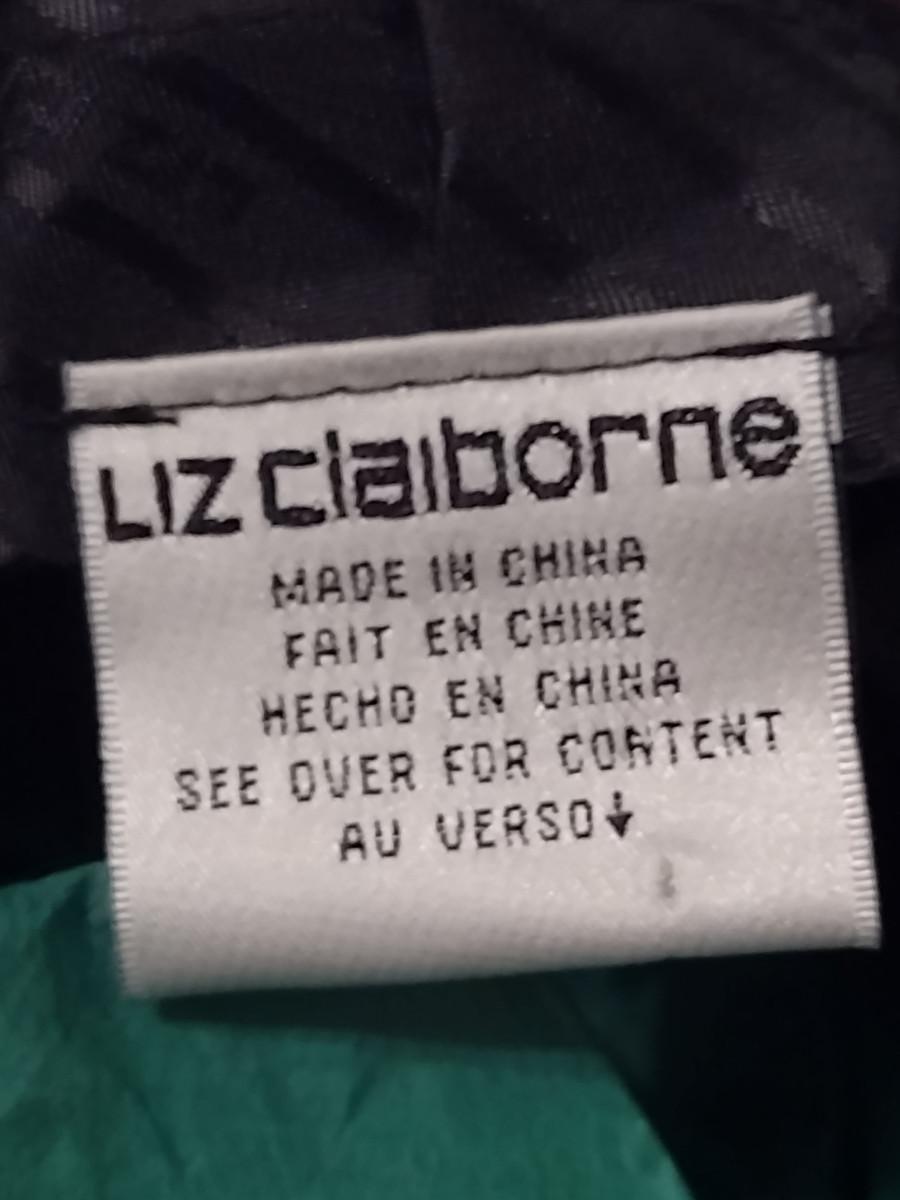 LIZ claiborne
MADE IN CHINA
FAIT EN CHINE
HECHO EN CHINA
SEE OVER FOR CONTENT
AU VERSO↓